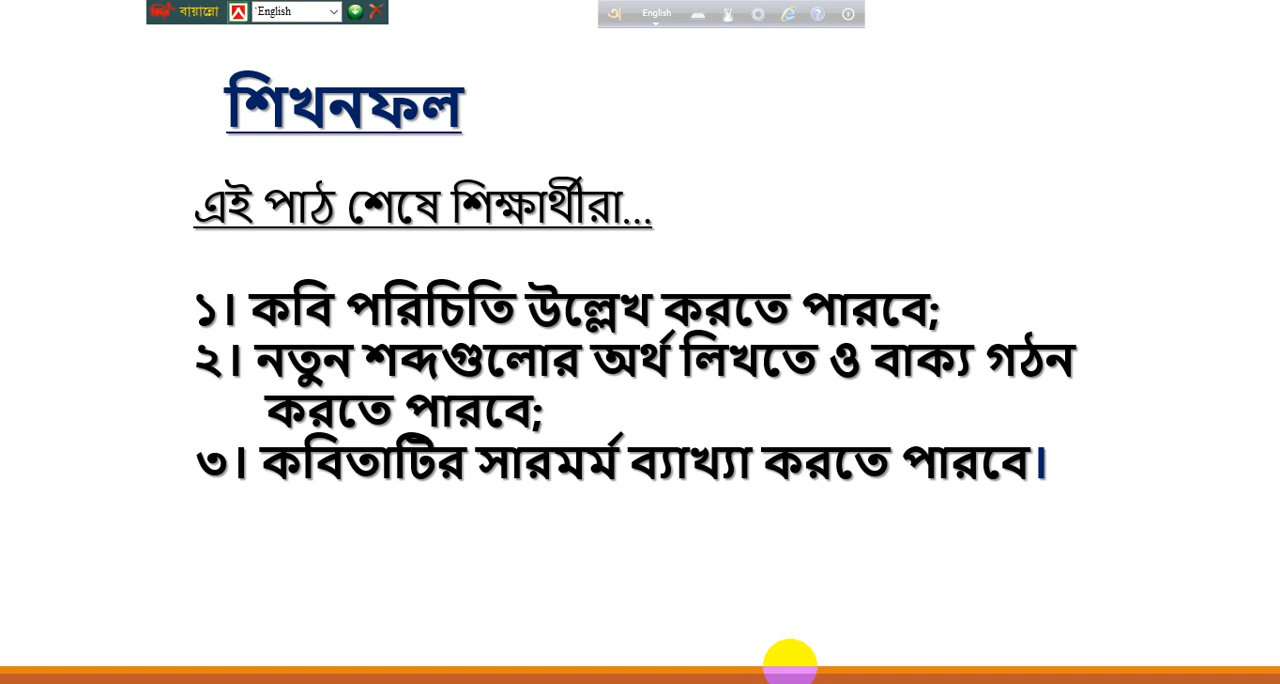 বায়ান্নো `English অ English
শিখনফল
এই পাঠ শেষে শিক্ষার্থীরা...
১। কবি পরিচিতি উল্লেখ করতে পারবে;
২। নতুন শব্দগুলোর অর্থ লিখতে ও বাক্য গঠন
করতে পারবে;
৩। কবিতাটির সারমর্ম ব্যাখ্যা করতে পারবে।